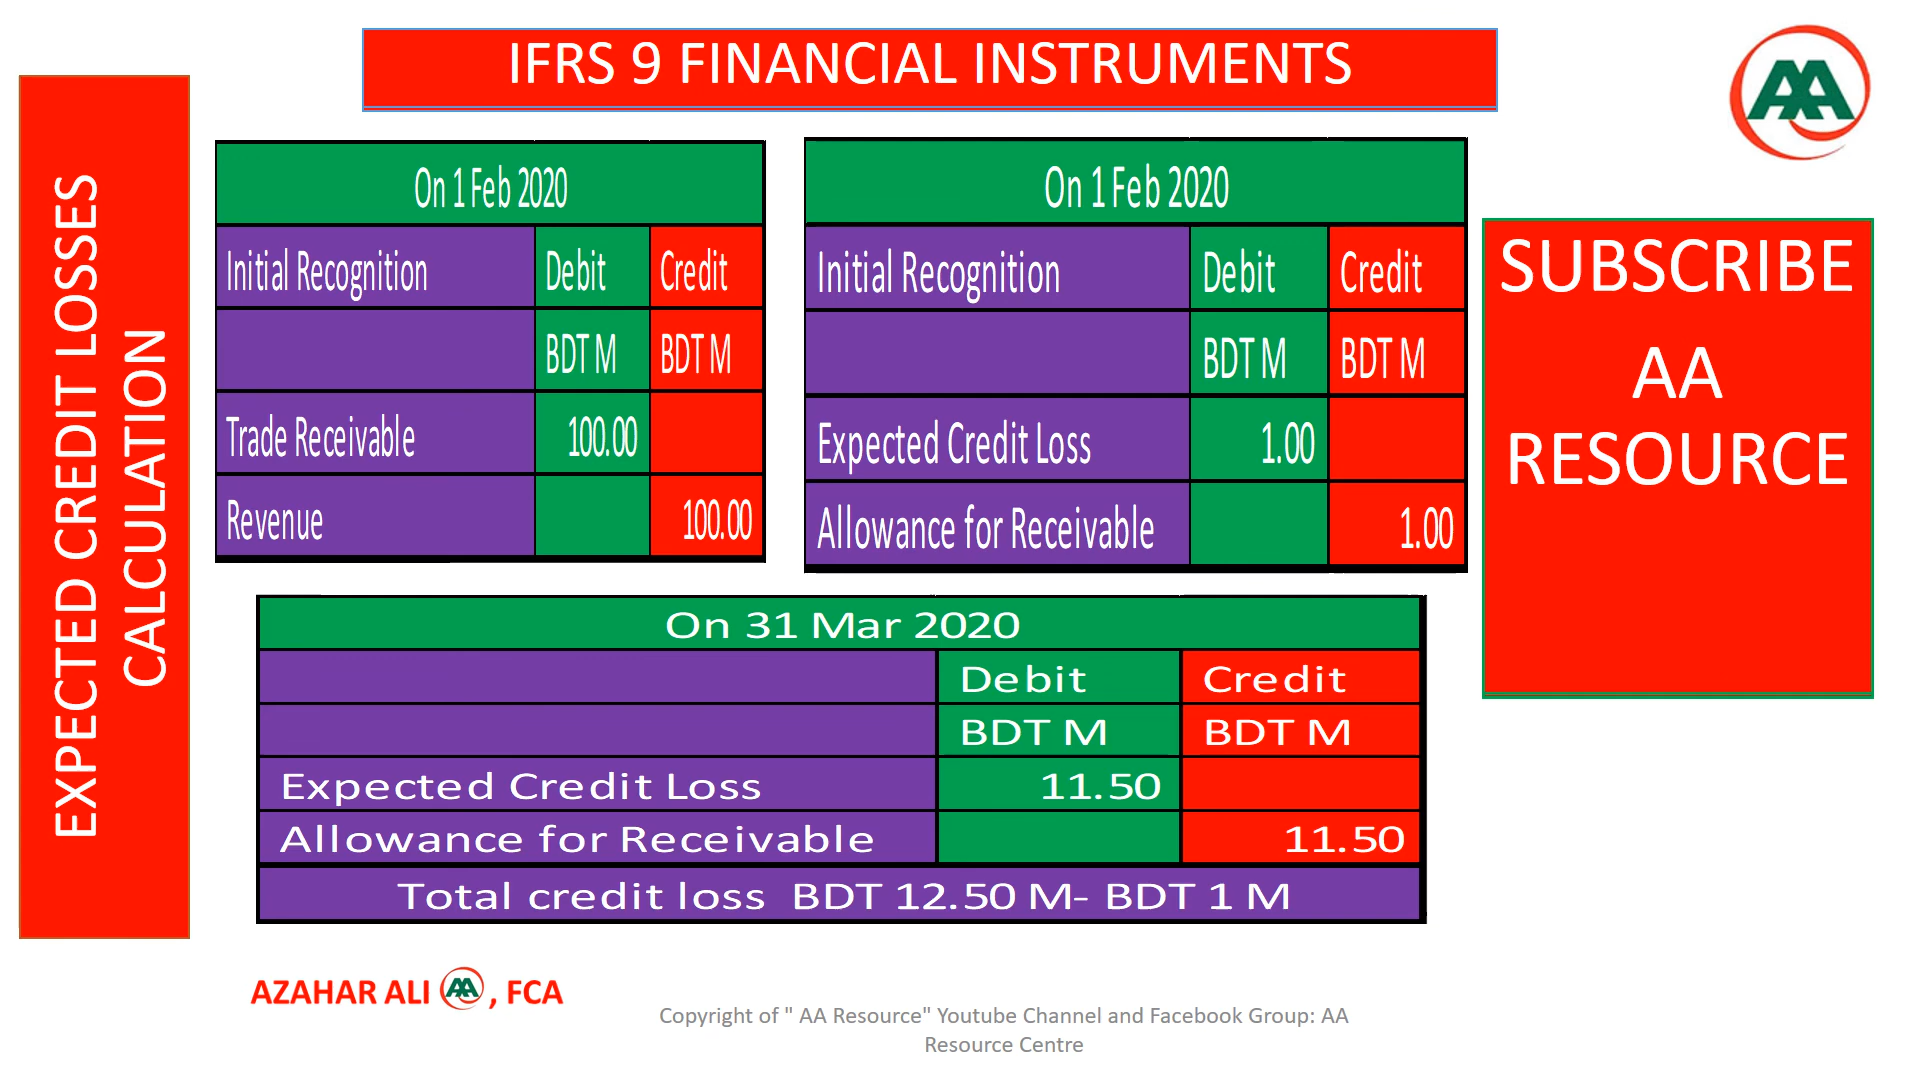 IFRS 9 FINANCIAL INSTRUMENTS
AA
EXPECTED CREDIT LOSSES
CALCULATION
On 1 Feb 2020
Initial Recognition Debit Credit
BDT M BDT M
Trade Receivable 100.00
Revenue 100.00
On 1 Feb 2020
Initial Recognition Debit Credit
BDT M BDT M
Expected Credit Loss 1.00
Allowance for Receivable 1.00
SUBSCRIBE
AA
RESOURCE
On 31 Mar 2020
Debit Credit
BDT M BDT M
Expected Credit Loss 11.50
Allowance for Receivable 11.50
Total credit loss BDT 12.50 M- BDT 1 M
AZAHAR ALI AA , FCA
Copyright of " AA Resource" Youtube Channel and Facebook Group: AA
Resource Centre